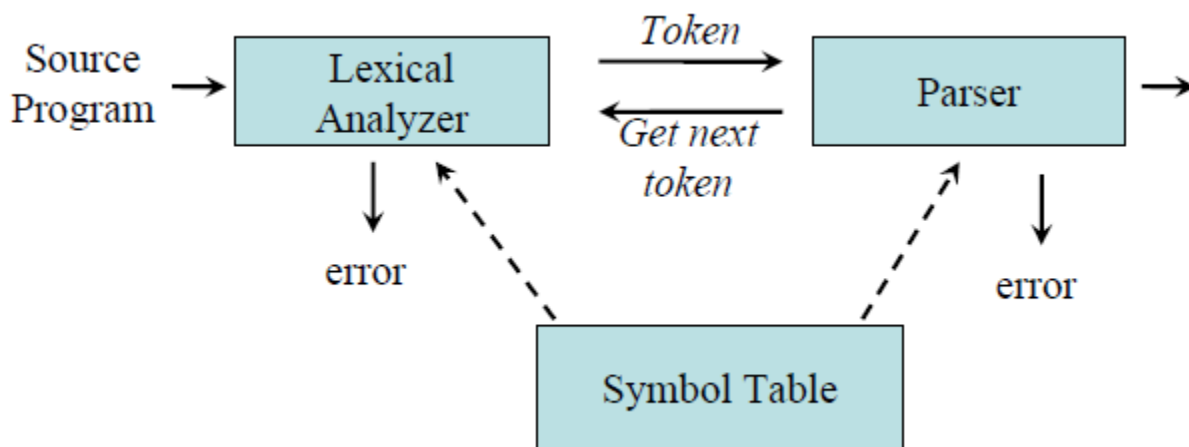 Source
Program
Lexical
Analyzer
Token
Get next
token
Parser
error
error
Symbol Table